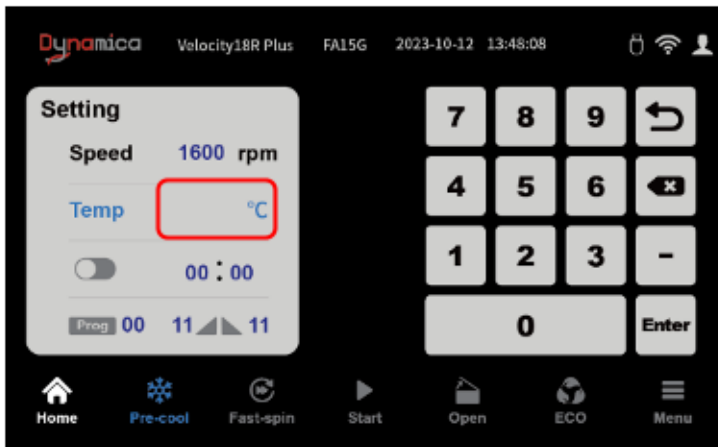 Dynamica Velocity18R Plus FA15G 2023-10-12 13:48:08
Setting
Speed 1600 rpm
Temp °C
00 : 00
Prog 00 11 11
7 8 9
4 5 6
1 2 3 -
0 Enter
Home Pre-cool Fast-spin Start Open ECO Menu